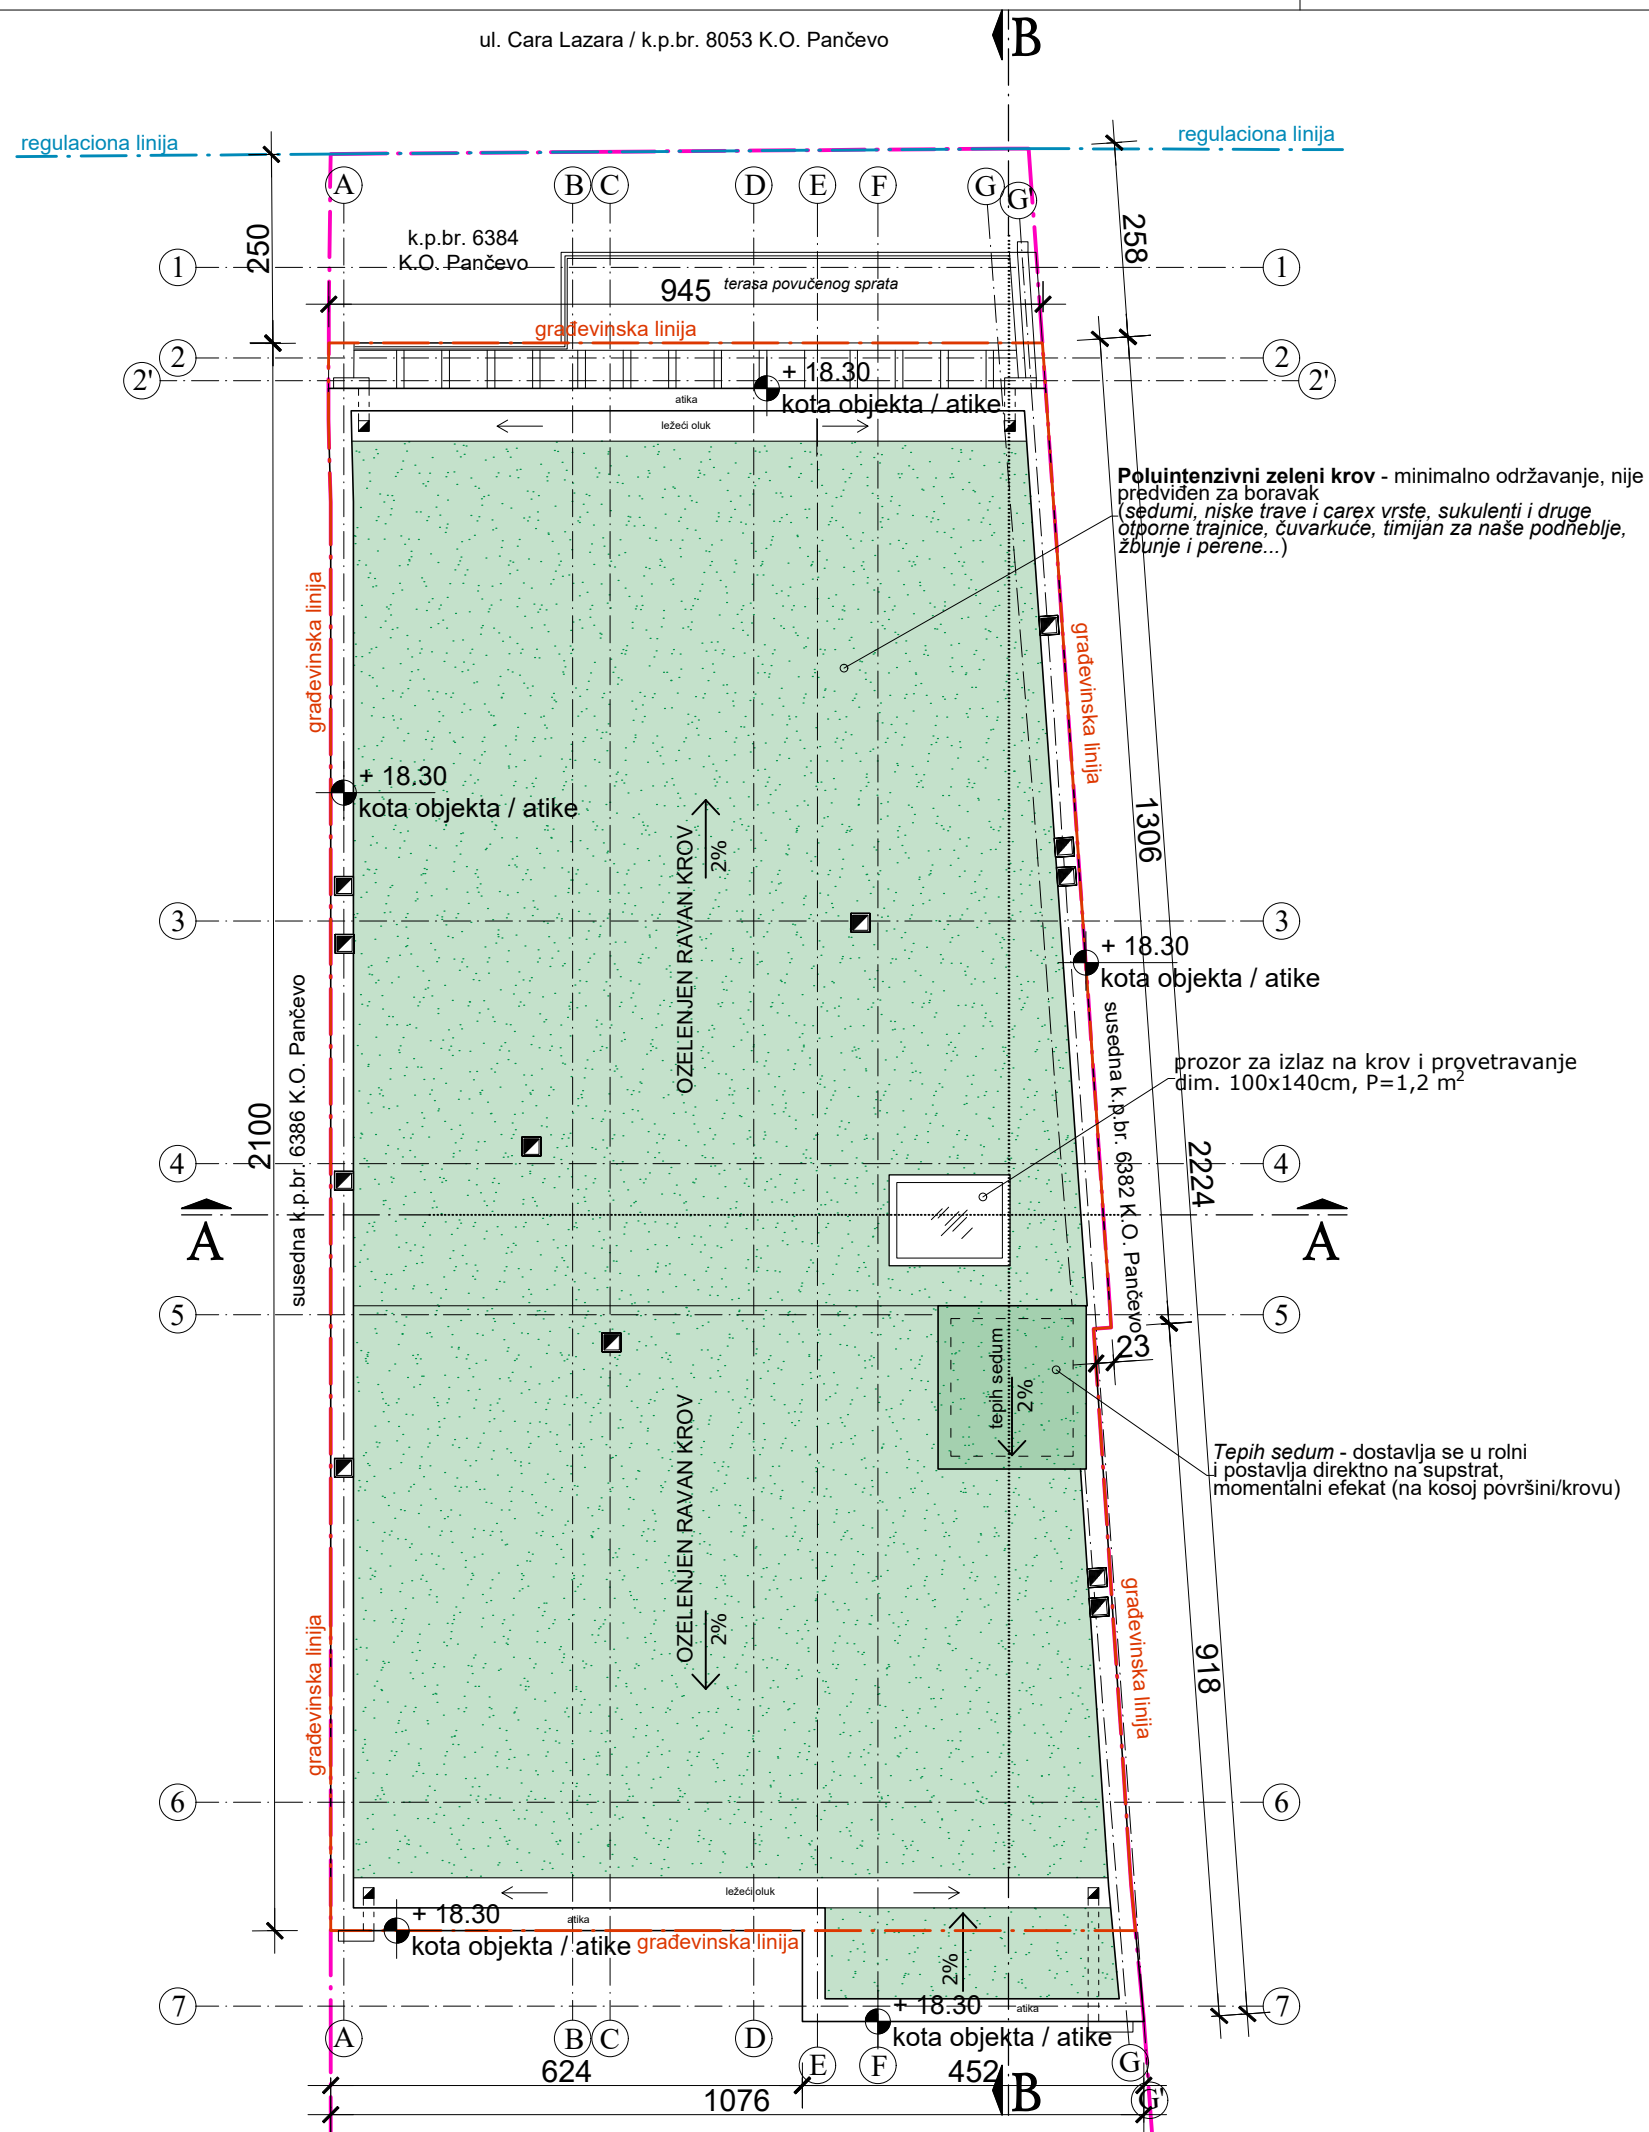 ul. Cara Lazara / k.p.br. 8053 K.O. Pančevo
B
regulaciona linija
regulaciona linija
A
B
C
D
E
F
G
G'
250
258
k.p.br. 6384
K.O. Pančevo
1
1
945
terasa povučenog sprata
građevinska linija
2
2
2'
2'
+ 18.30
kota objekta / atike
atika
ležeći oluk
Poluintenzivni zeleni krov - minimalno održavanje, nije
predviđen za boravak
(sedumi, niske trave i carex vrste, sukulenti i druge
otporne trajnice, čuvarkuće, timijan za naše podneblje,
žbunje i perene...)
građevinska linija
građevinska linija
+ 18.30
kota objekta / atike
1306
OZELENJEN RAVAN KROV
2%
3
3
+ 18.30
kota objekta / atike
susedna k.p.br. 6386 K.O. Pančevo
susedna k.p.br. 6382 K.O. Pančevo
prozor za izlaz na krov i provetravanje
dim. 100x140cm, P=1,2 m²
2100
2224
4
4
A
A
5
5
23
tepih sedum
2%
Tepih sedum - dostavlja se u rolni
i postavlja direktno na supstrat,
momentalni efekat (na kosoj površini/krovu)
OZELENJEN RAVAN KROV
2%
građevinska linija
građevinska linija
918
6
6
ležeći oluk
+ 18.30
kota objekta / atike
atika
građevinska linija
2%
7
7
+ 18.30
kota objekta / atike
atika
A
B
C
D
E
F
G
G'
624
452
B
1076